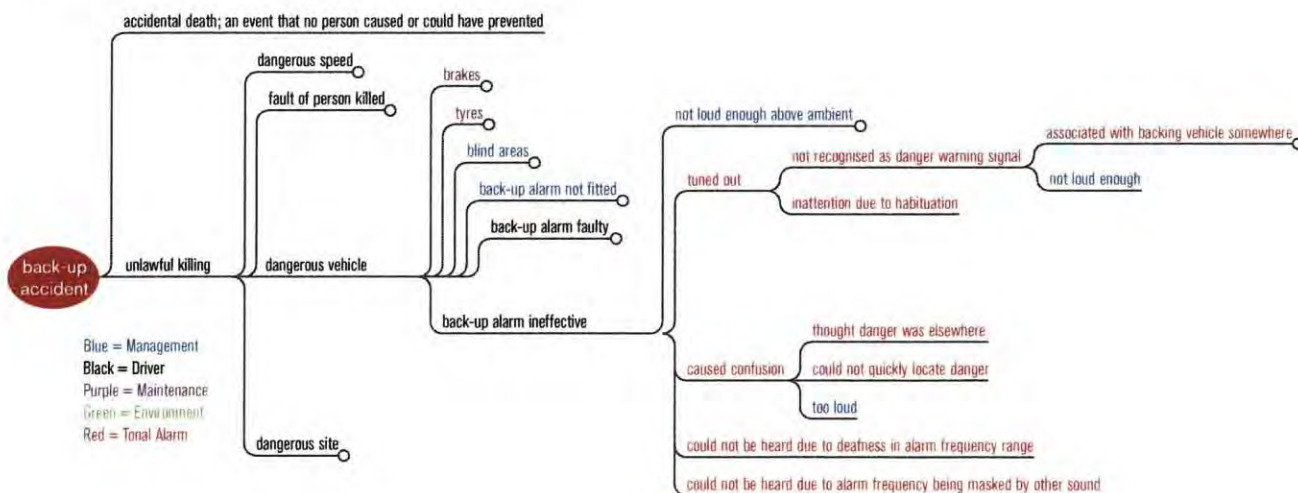 accidental death; an event that no person caused or could have prevented
dangerous speed
fault of person killed
brakes
tyres
blind areas
back-up alarm not fitted
back-up alarm faulty
not loud enough above ambient
associated with backing vehicle somewhere
not recognised as danger warning signal
not loud enough
tuned out
inattention due to habituation
back-up
accident
unlawful killing
dangerous vehicle
back-up alarm ineffective
thought danger was elsewhere
caused confusion
could not quickly locate danger
too loud
Blue = Management
Black = Driver
Purple = Maintenance
Green = Environment
Red = Tonal Alarm
dangerous site
could not be heard due to deafness in alarm frequency range
could not be heard due to alarm frequency being masked by other sound